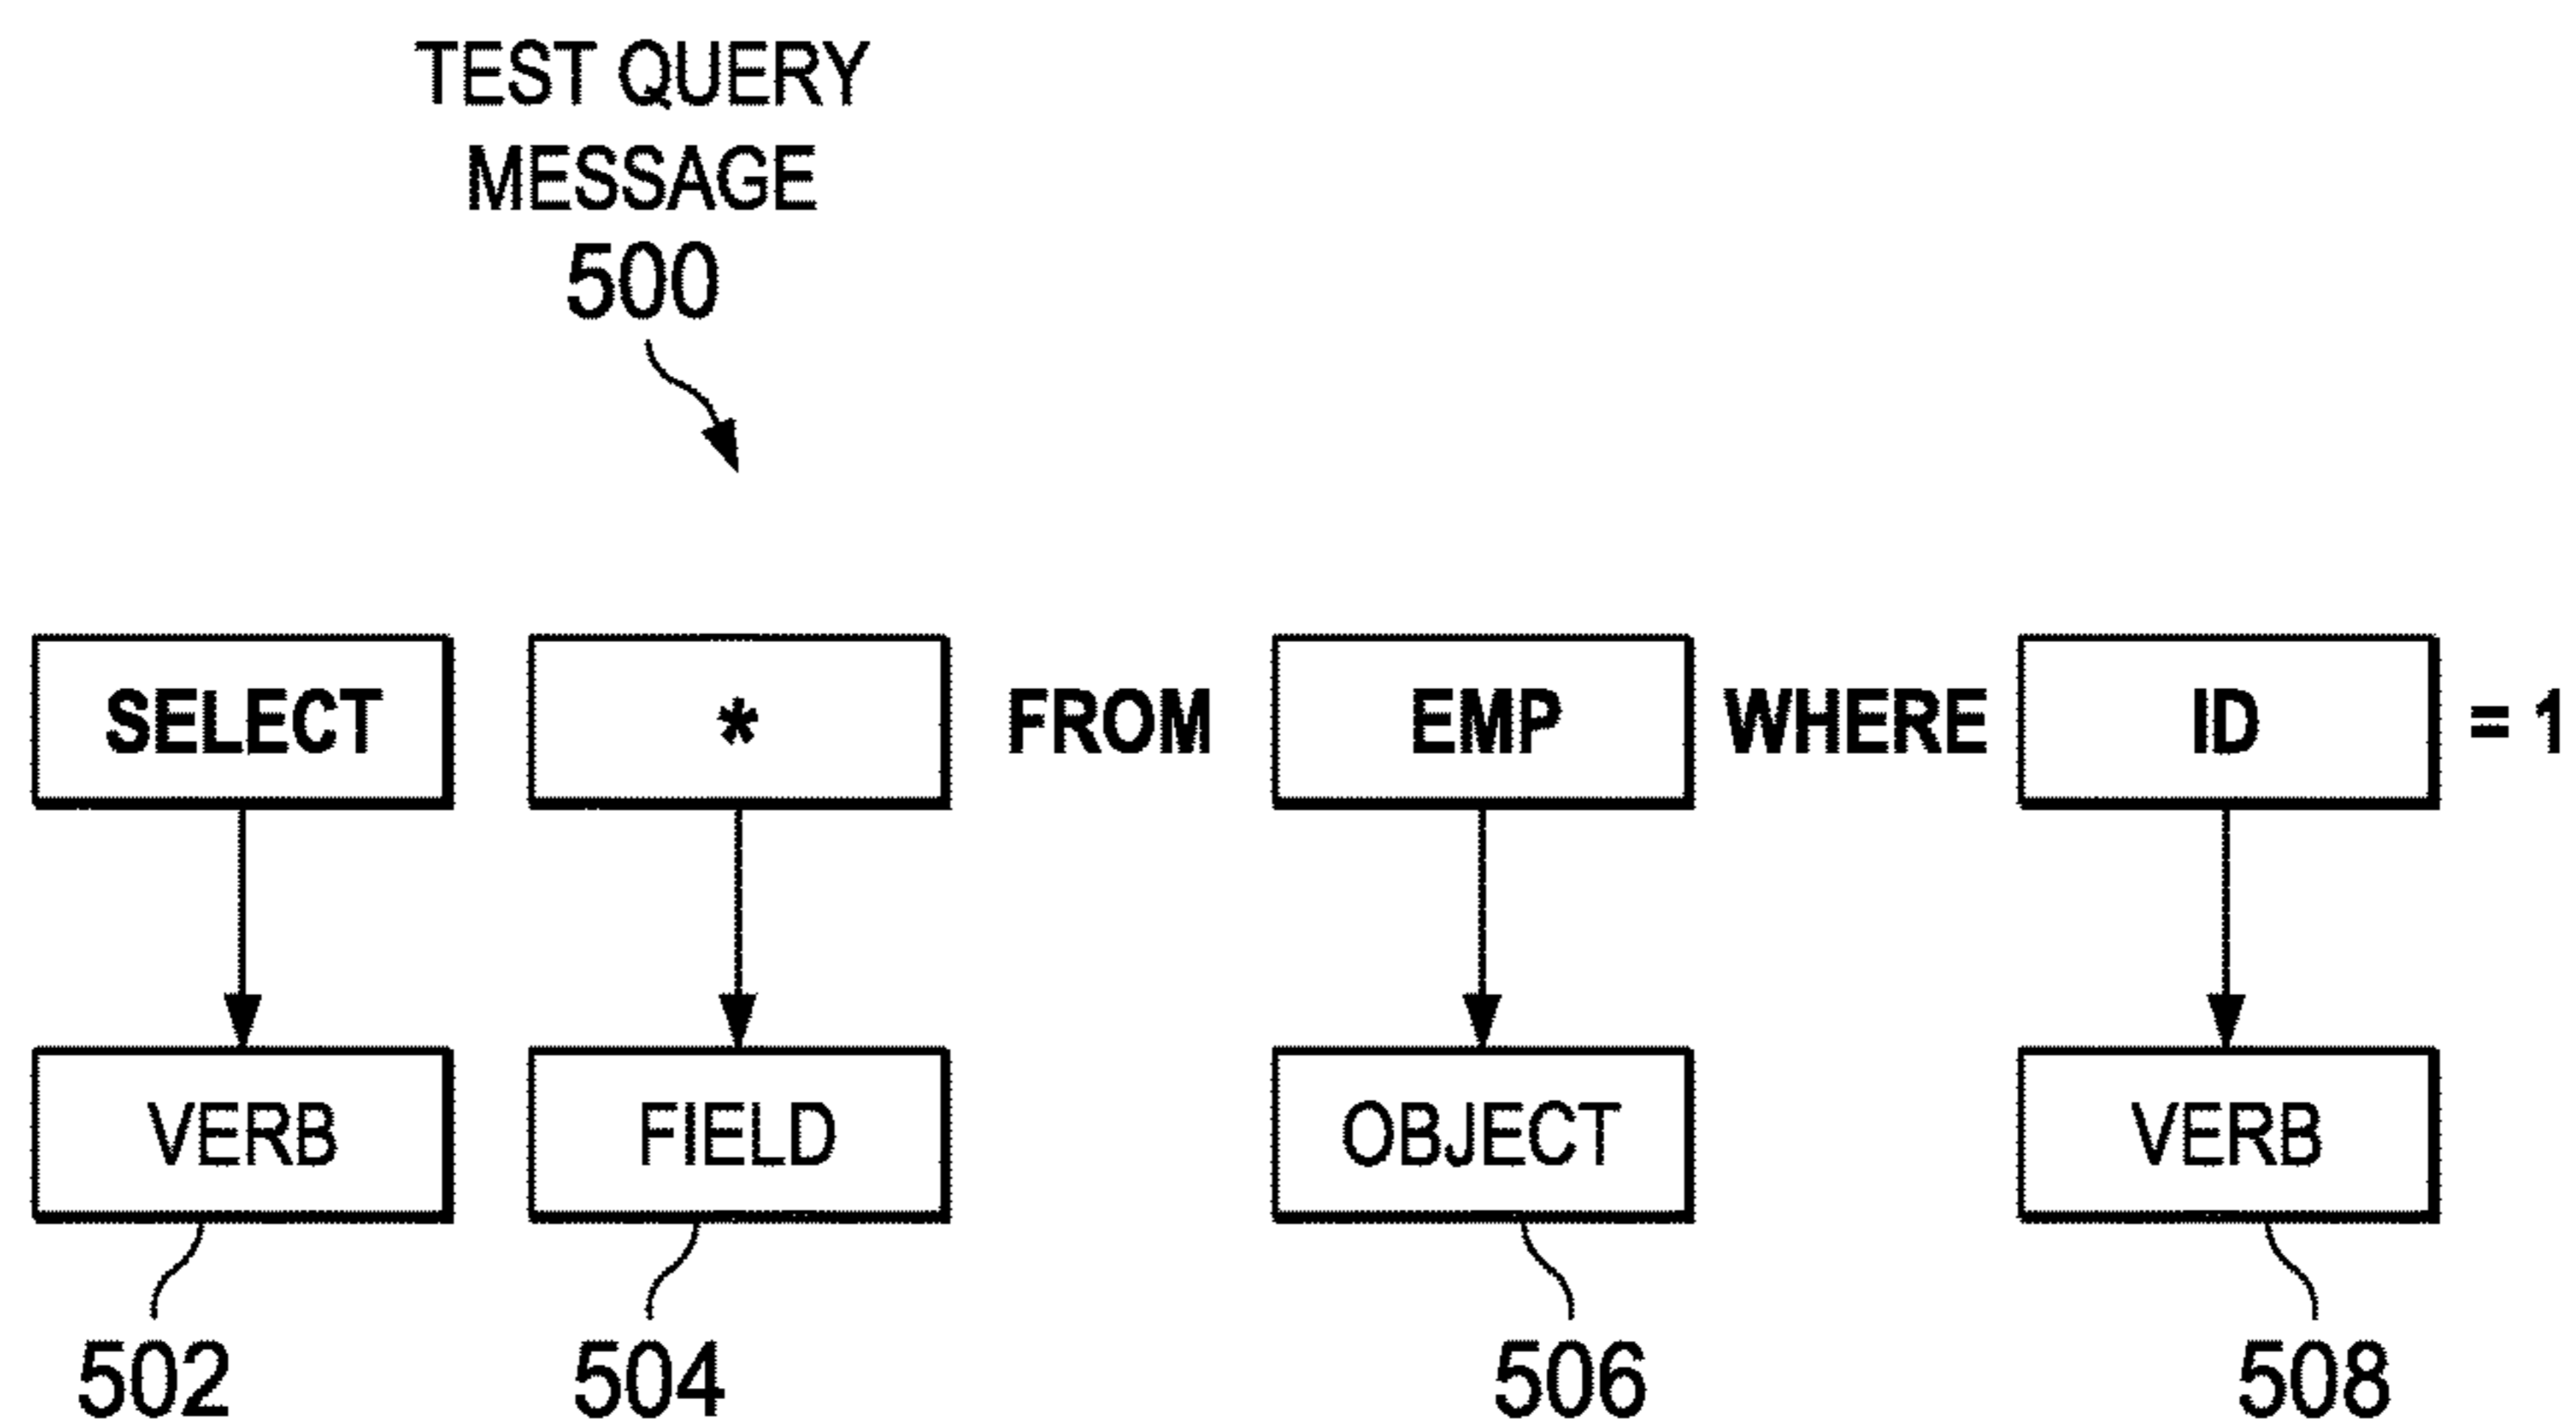 TEST QUERY
MESSAGE
500
SELECT * FROM EMP WHERE ID = 1
VERB FIELD OBJECT VERB
502 504 506 508